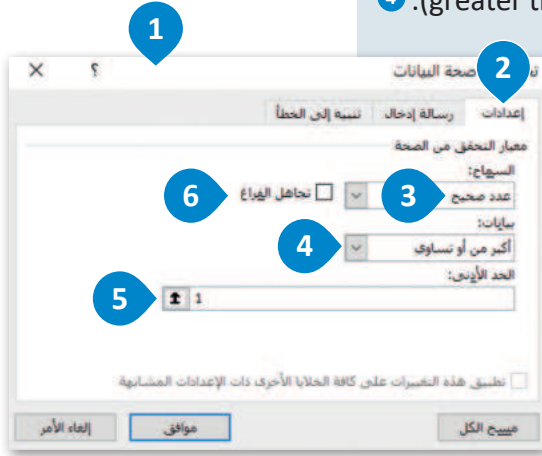 4 .(greater th
1
2
صحة البيانات
؟ ×
إعدادات رسالة إدخال تنبيه إلى الخطأ
معيار التحقق من الصحة
السماح:
عدد صحيح 3 تجاهل الفراغ 6
بيانات:
أكبر من أو تساوي 4
الحد الأدنى:
1 5
تطبيق هذه التغييرات على كافة الخلايا الأخرى ذات الإعدادات المشابهة
مسح الكل موافق إلغاء الأمر